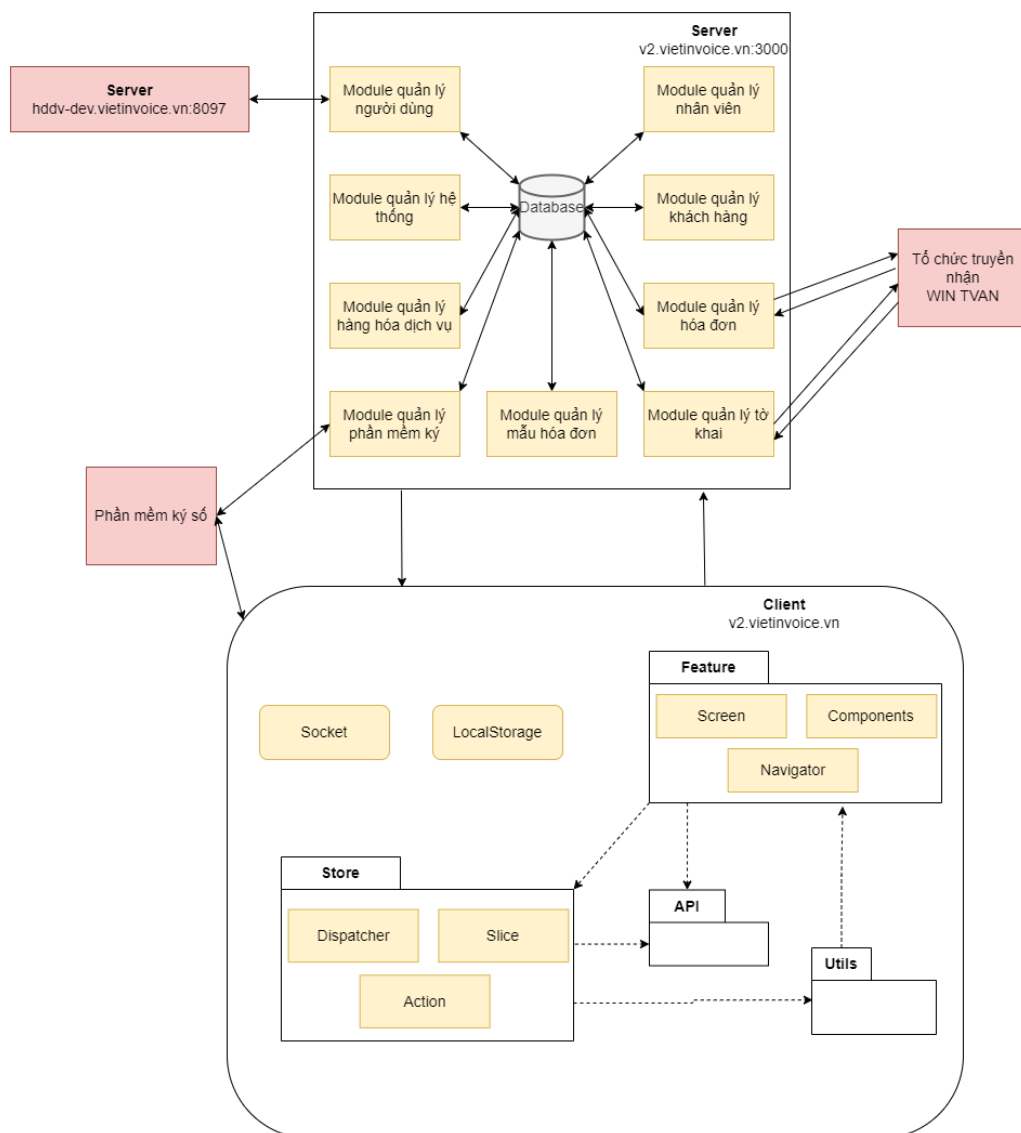 Server
v2.vietinvoice.vn:3000
Server
hddv-dev.vietinvoice.vn:8097
Module quản lý
người dùng
Module quản lý
nhân viên
Module quản lý hệ
thống
Database
Module quản lý
khách hàng
Tổ chức truyền
nhận
WIN TVAN
Module quản lý
hàng hóa dịch vụ
Module quản lý
hóa đơn
Module quản lý
phần mềm ký
Module quản lý
mẫu hóa đơn
Module quản lý tờ
khai
Phần mềm ký số
Client
v2.vietinvoice.vn
Feature
Screen
Components
Navigator
Socket
LocalStorage
Store
Dispatcher
Slice
Action
API
Utils